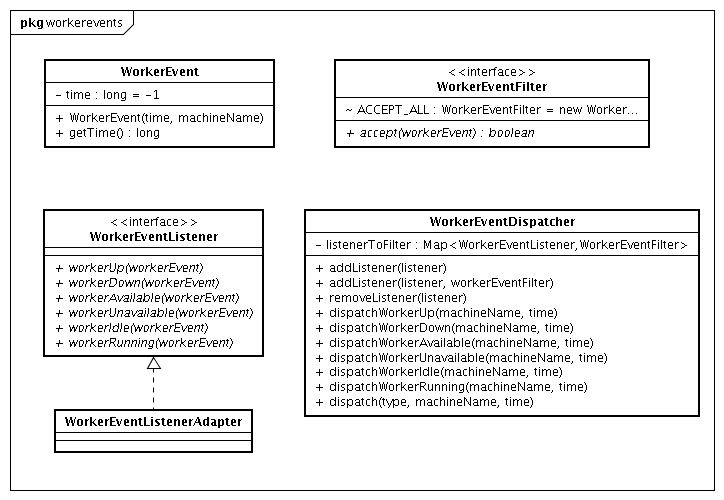 pkg workerevents
WorkerEvent
- time : long = -1
+ WorkerEvent(time, machineName)
+ getTime() : long
<<interface>>
WorkerEventFilter
~ ACCEPT_ALL : WorkerEventFilter = new Worker...
+ accept(workerEvent) : boolean
<<interface>>
WorkerEventListener
+ workerUp(workerEvent)
+ workerDown(workerEvent)
+ workerAvailable(workerEvent)
+ workerUnavailable(workerEvent)
+ workerIdle(workerEvent)
+ workerRunning(workerEvent)
WorkerEventDispatcher
- listenerToFilter : Map<WorkerEventListener,WorkerEventFilter>
+ addListener(listener)
+ addListener(listener, workerEventFilter)
+ removeListener(listener)
+ dispatchWorkerUp(machineName, time)
+ dispatchWorkerDown(machineName, time)
+ dispatchWorkerAvailable(machineName, time)
+ dispatchWorkerUnavailable(machineName, time)
+ dispatchWorkerIdle(machineName, time)
+ dispatchWorkerRunning(machineName, time)
+ dispatch(type, machineName, time)
WorkerEventListenerAdapter